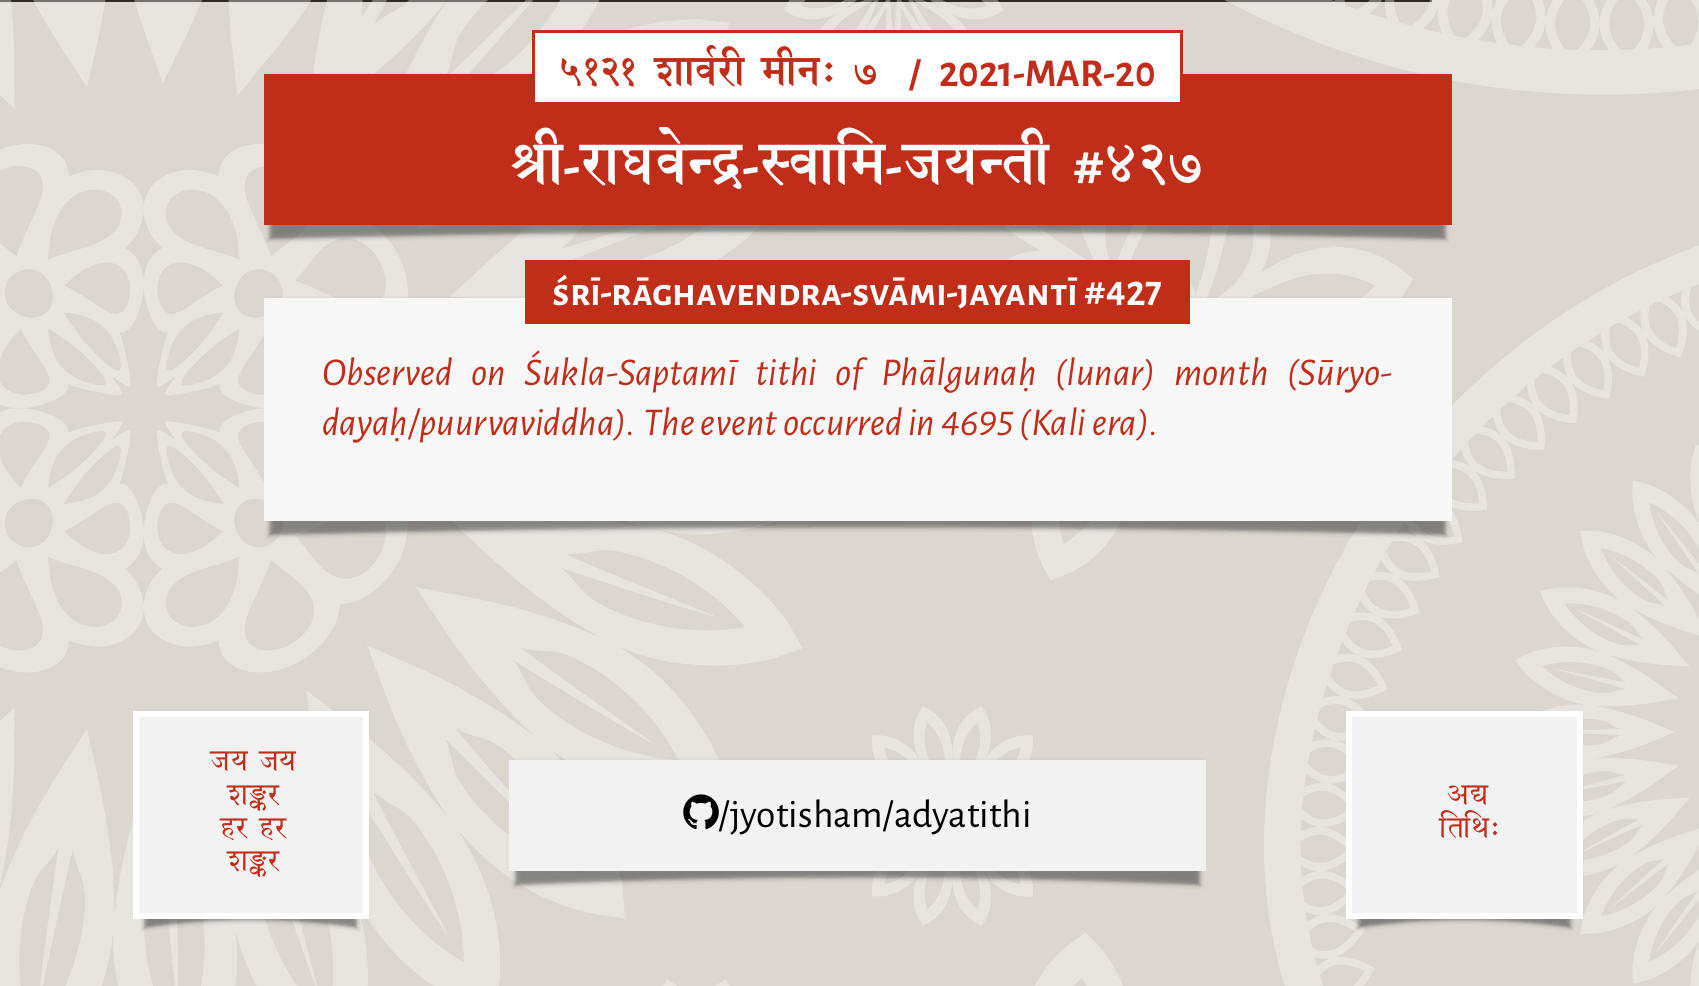 ५१२१ शार्वरी मीनः ७ / 2021-MAR-20
श्री-राघवेन्द्र-स्वामि-जयन्ती #४२७
ŚRĪ-RĀGHAVENDRA-SVĀMI-JAYANTĪ #427
Observed on Śukla-Saptamī tithi of Phālgunaḥ (lunar) month (Sūryo-
dayaḥ/puurvaviddha). The event occurred in 4695 (Kali era).
जय जय
शङ्कर
हर हर
शङ्कर
/jyotisham/adyatithi
अद्य
तिथिः